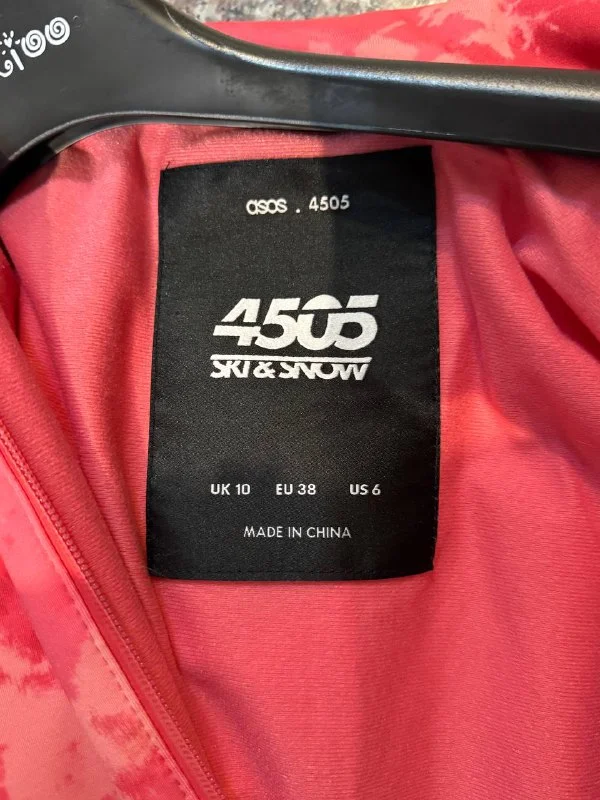 asos . 4505
4505
SKI & SNOW
UK 10 EU 38 US 6
MADE IN CHINA